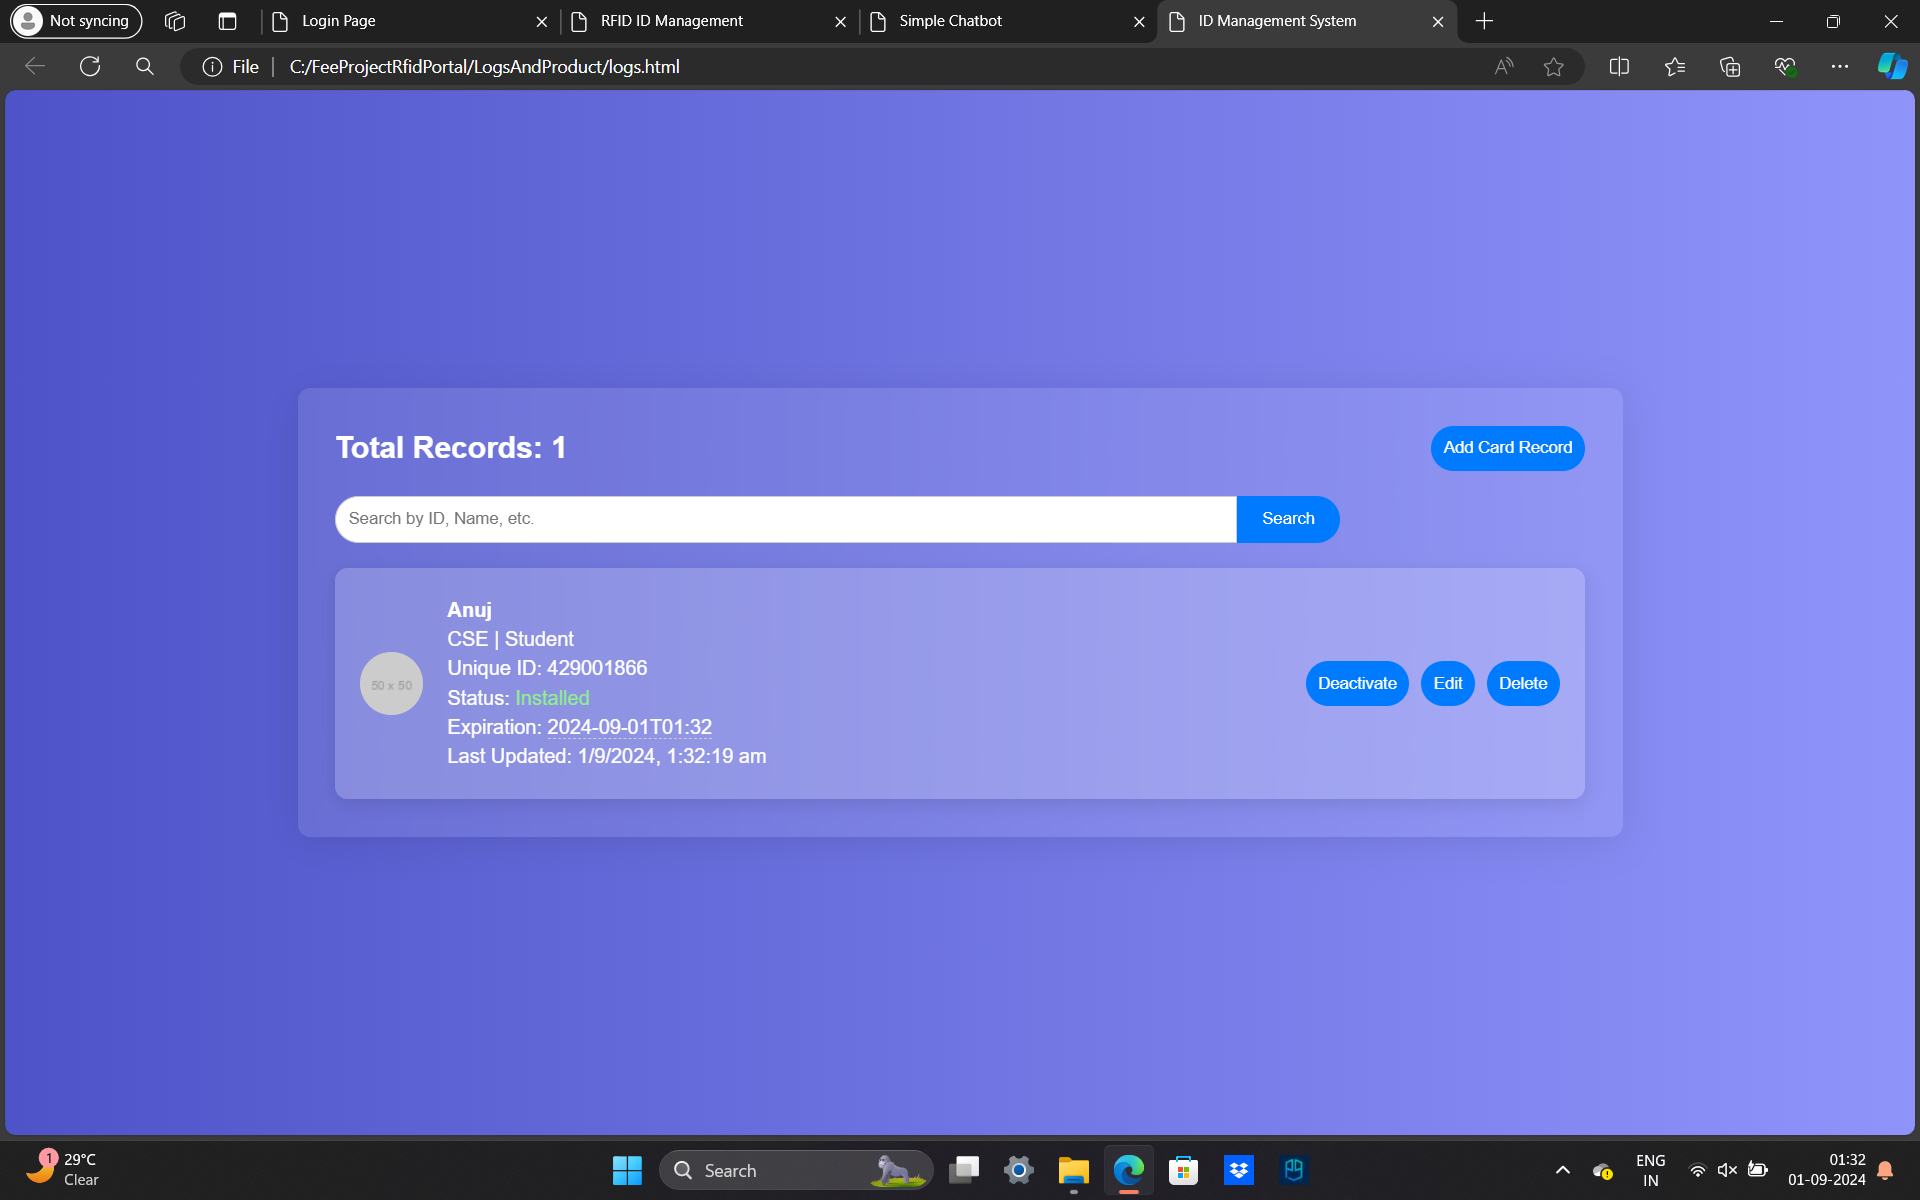 Not syncing
Login Page
RFID ID Management
Simple Chatbot
ID Management System
File
C:/FeeProjectRfidPortal/LogsAndProduct/logs.html
Total Records: 1
Add Card Record
Search by ID, Name, etc.
Search
Anuj
CSE | Student
Unique ID: 429001866
50 x 50
Status: Installed
Deactivate
Edit
Delete
Expiration: 2024-09-01T01:32
Last Updated: 1/9/2024, 1:32:19 am
1
29°C
Clear
Search
ENG
IN
01:32
01-09-2024